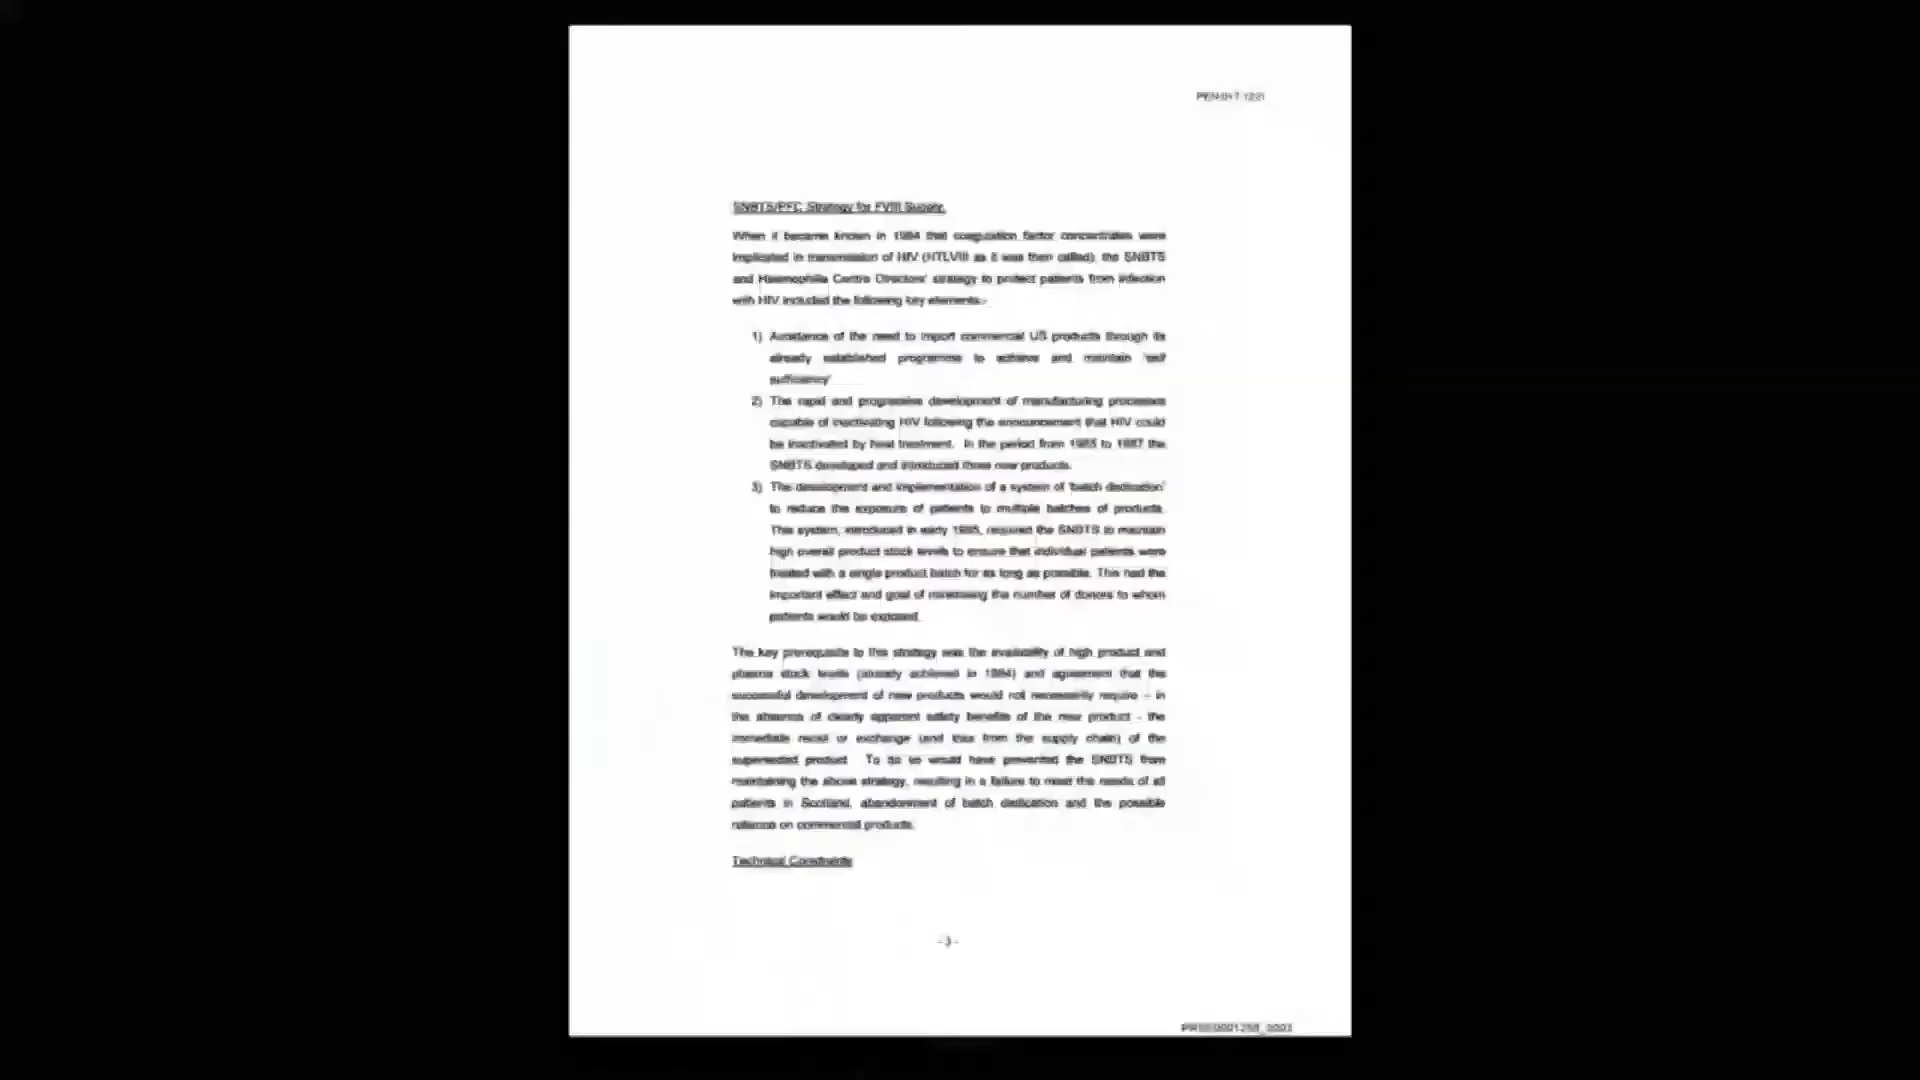 SNBTS/PFC Strategy for FVIII Supply.
When it became known in 1984 that coagulation factor concentrates were
implicated in transmission of HIV (HTLVIII as it was then called), the SNBTS
and Haemophilia Centre Directors' strategy to protect patients from infection
with HIV included the following key elements:-
1) Avoidance of the need to import commercial US products through its
already established programme to achieve and maintain 'self
sufficiency'
2) The rapid and progressive development of manufacturing processes
capable of inactivating HIV following the announcement that HIV could
be inactivated by heat treatment. In the period from 1985 to 1987 the
SNBTS developed and introduced three new products.
3) The development and implementation of a system of 'batch dedication'
to reduce the exposure of patients to multiple batches of products.
This system, introduced in early 1985, required the SNBTS to maintain
high overall product stock levels to ensure that individual patients were
treated with a single product batch for as long as possible. This had the
important effect and goal of minimising the number of donors to whom
patients would be exposed.
The key prerequisite to this strategy was the availability of high product and
plasma stock levels (already achieved in 1984) and agreement that the
successful development of new products would not necessarily require – in
the absence of clearly apparent safety benefits of the new product - the
immediate recall or exchange (and loss from the supply chain) of the
superseded product. To do so would have prevented the SNBTS from
maintaining the above strategy, resulting in a failure to meet the needs of all
patients in Scotland, abandonment of batch dedication and the possible
reliance on commercial products.
Technical Constraints
- 3 -